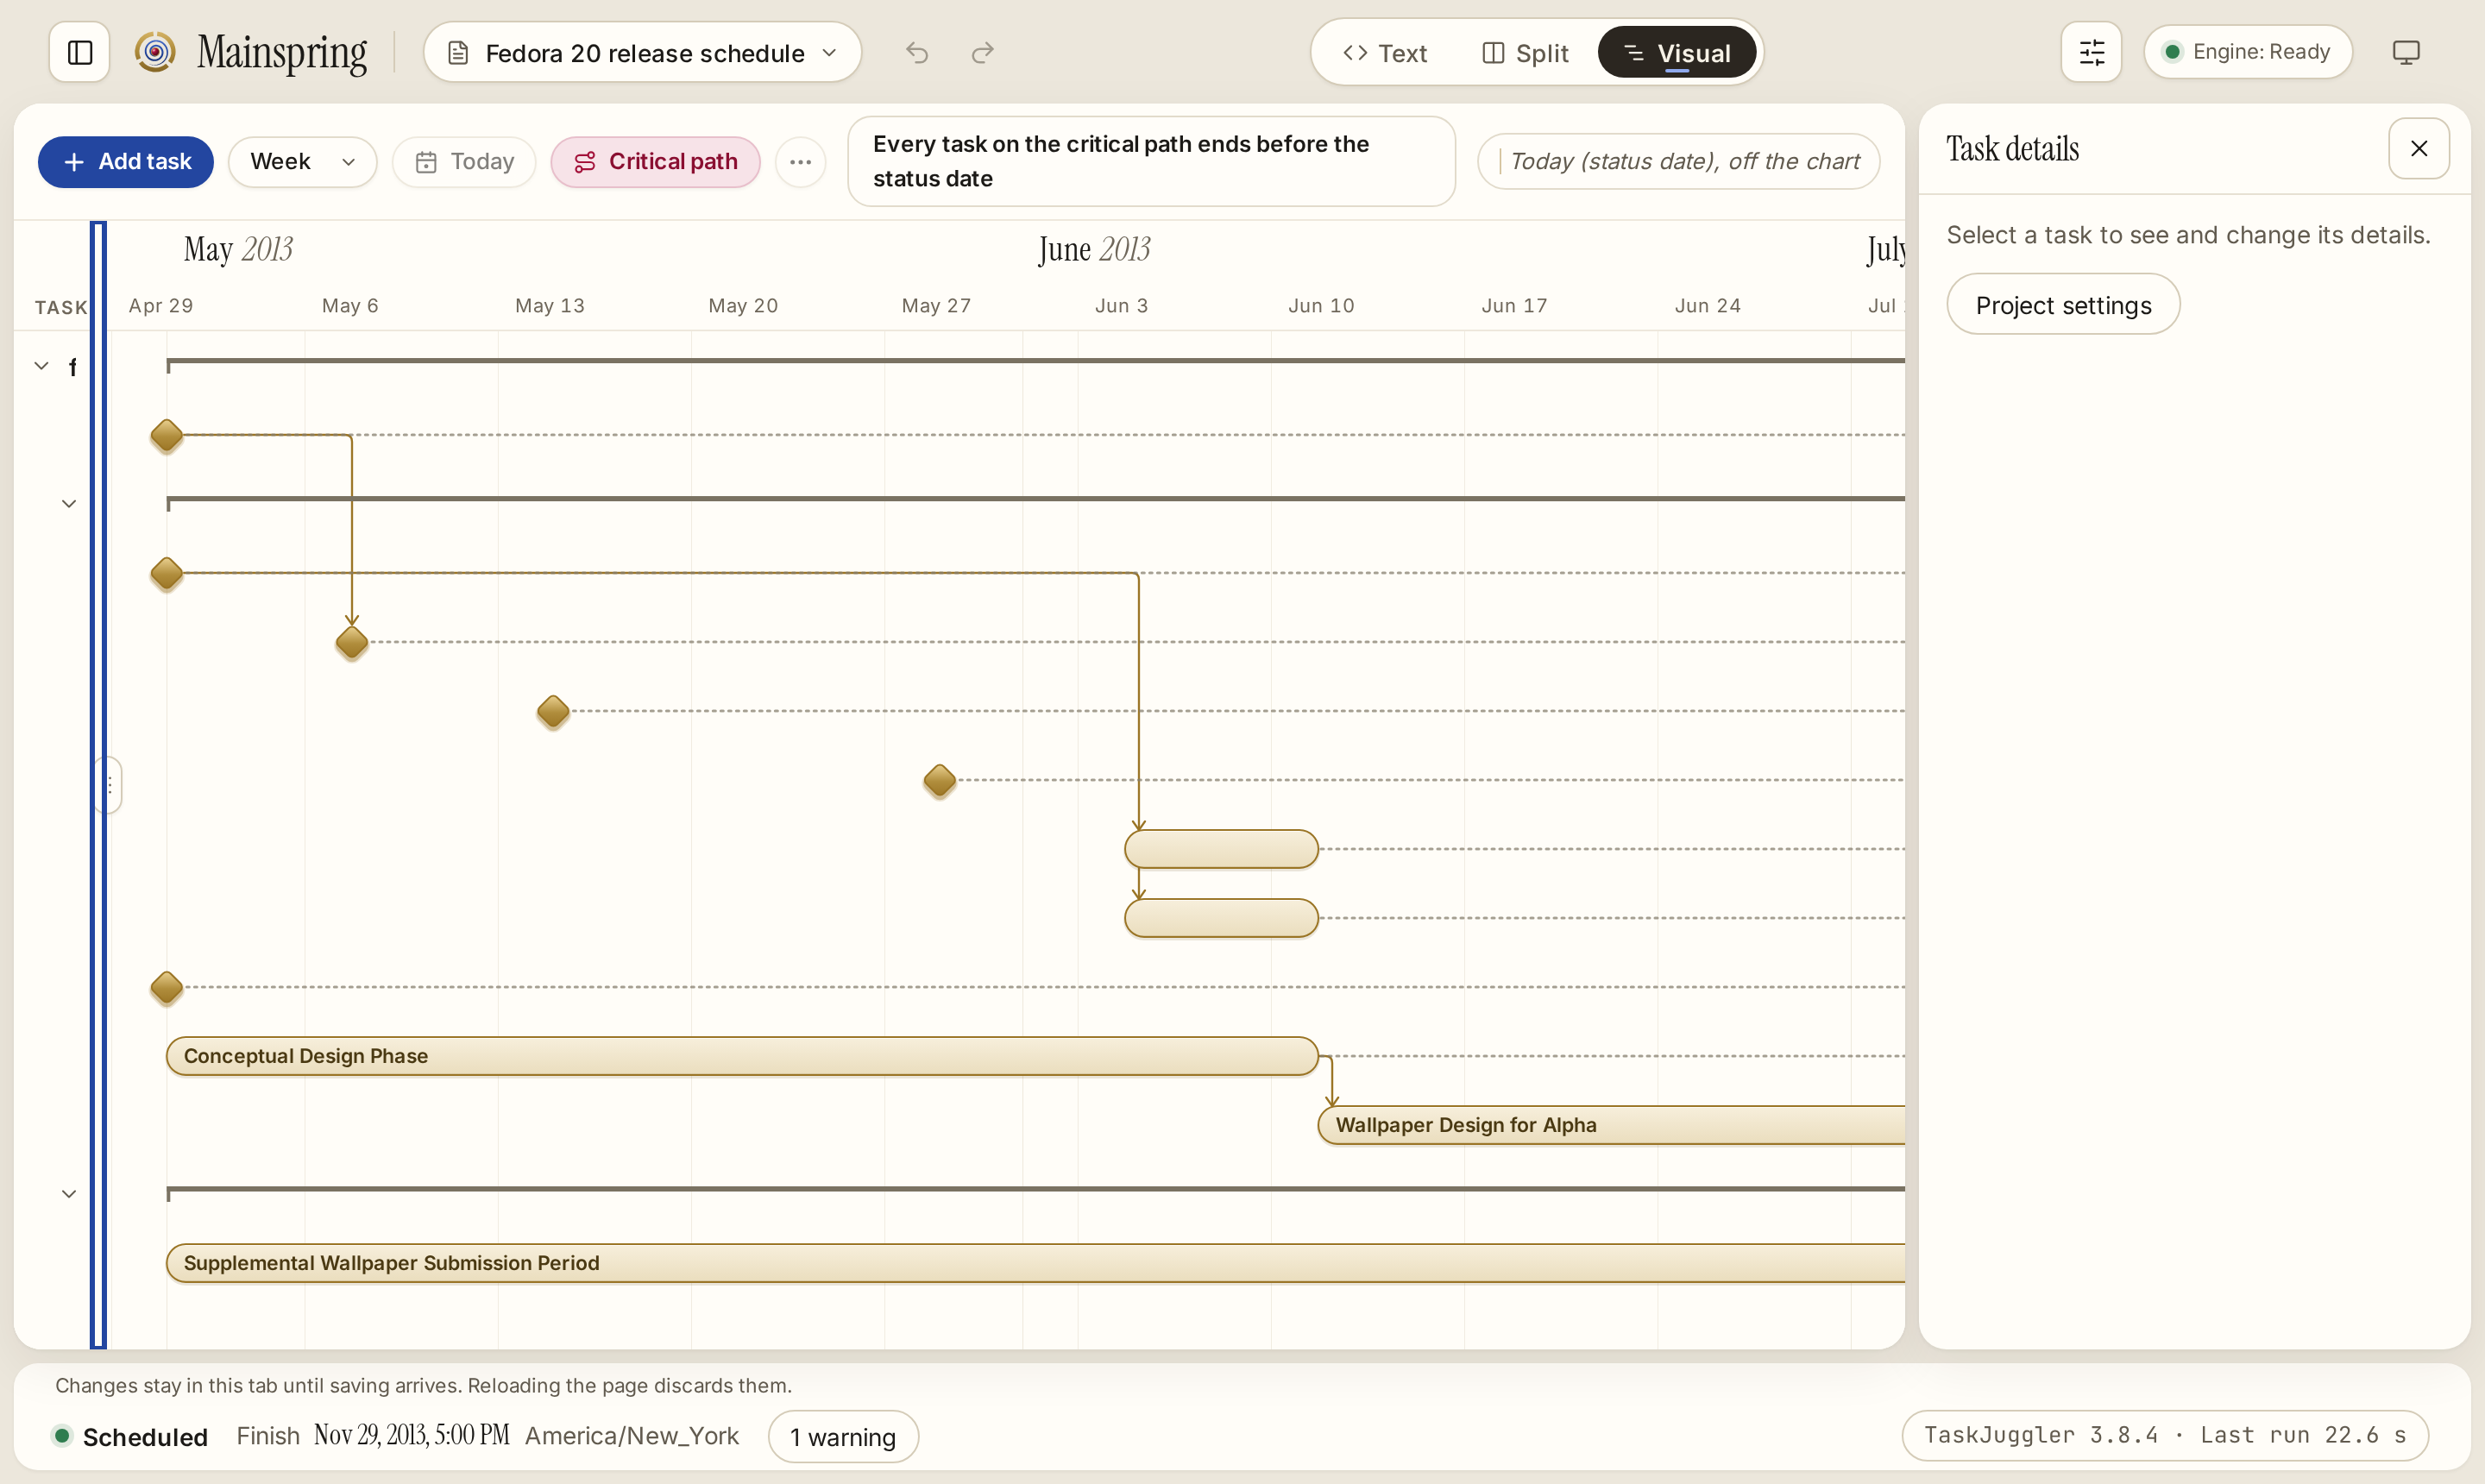 Mainspring
Fedora 20 release schedule
Text
Split
Visual
Engine: Ready
Add task
Week
Today
Critical path
Every task on the critical path ends before the
status date
Today (status date), off the chart
Task details
Select a task to see and change its details.
Project settings
May 2013
June 2013
July
TASK
Apr 29
May 6
May 13
May 20
May 27
Jun 3
Jun 10
Jun 17
Jun 24
Jul
f
Conceptual Design Phase
Wallpaper Design for Alpha
Supplemental Wallpaper Submission Period
Changes stay in this tab until saving arrives. Reloading the page discards them.
Scheduled
Finish Nov 29, 2013, 5:00 PM America/New_York
1 warning
TaskJuggler 3.8.4 · Last run 22.6 s